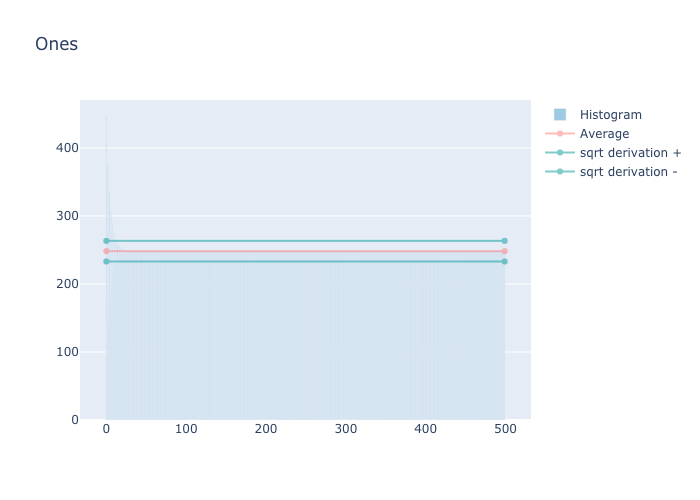 Ones
400
300
200
100
0
0 100 200 300 400 500
Histogram
Average
sqrt derivation +
sqrt derivation -